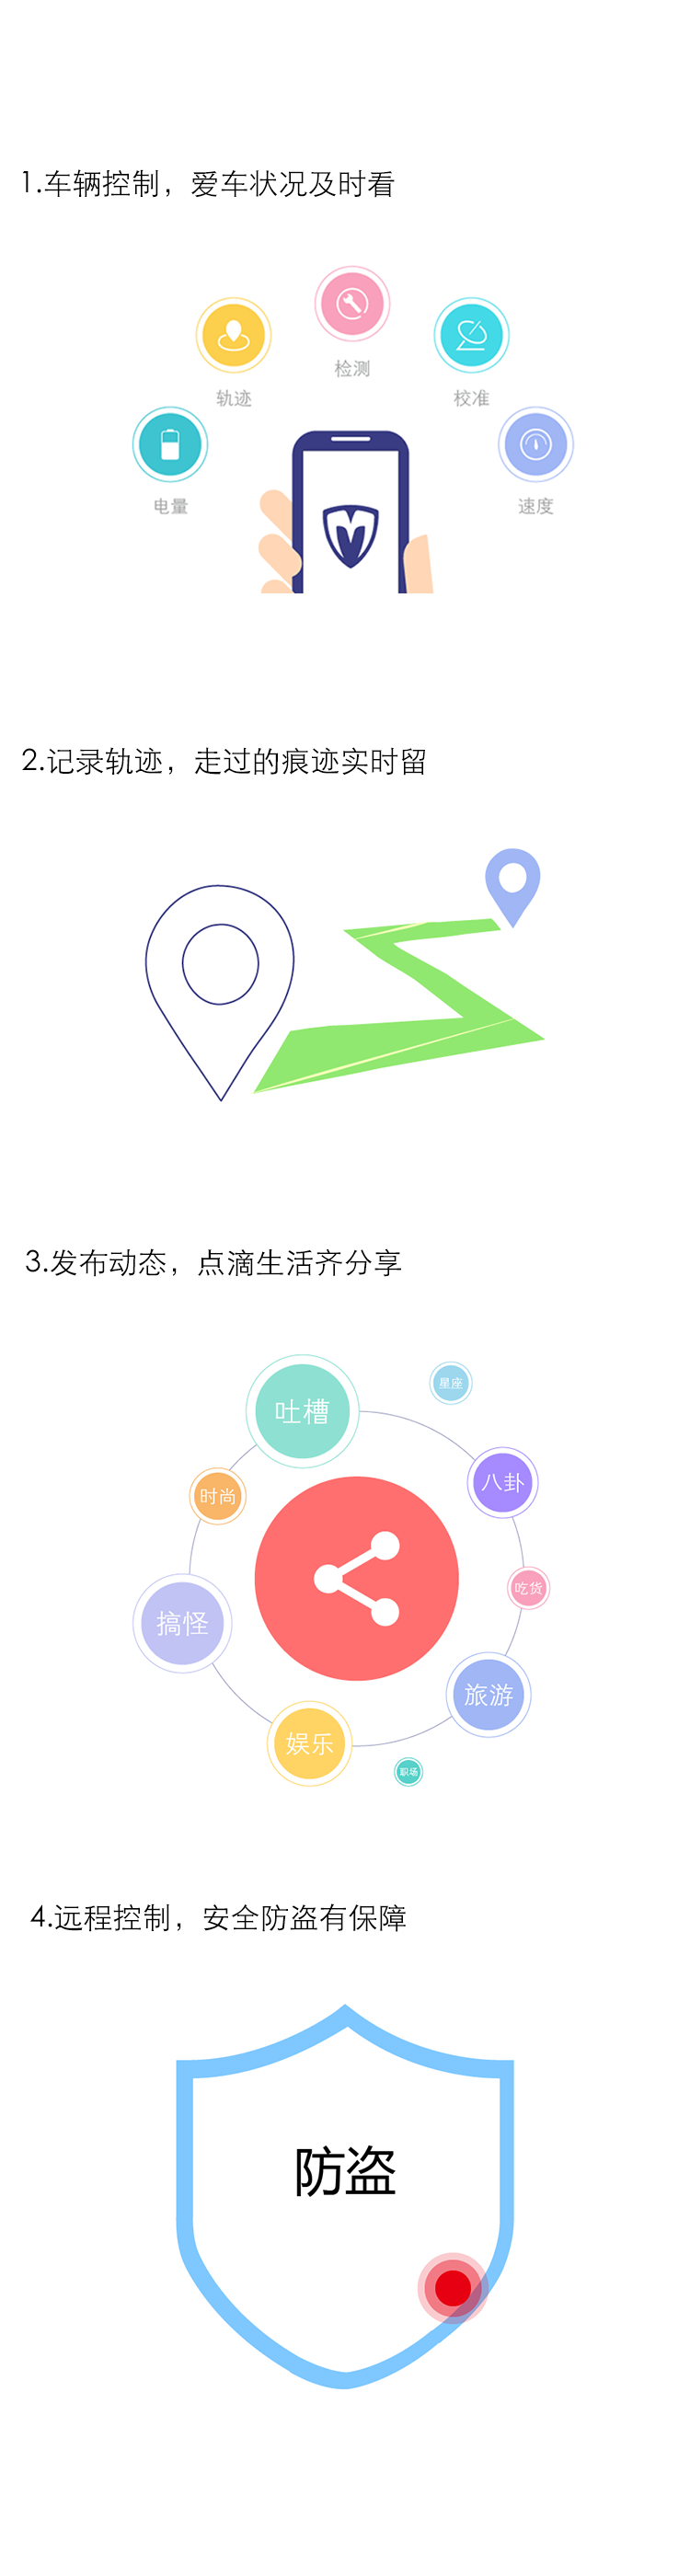 1.车辆控制，爱车状况及时看
检测
轨迹
校准
电量
速度
2.记录轨迹，走过的痕迹实时留
3.发布动态，点滴生活齐分享
星座
吐槽
八卦
时尚
吃货
搞怪
旅游
娱乐
职场
4.远程控制，安全防盗有保障
防盗